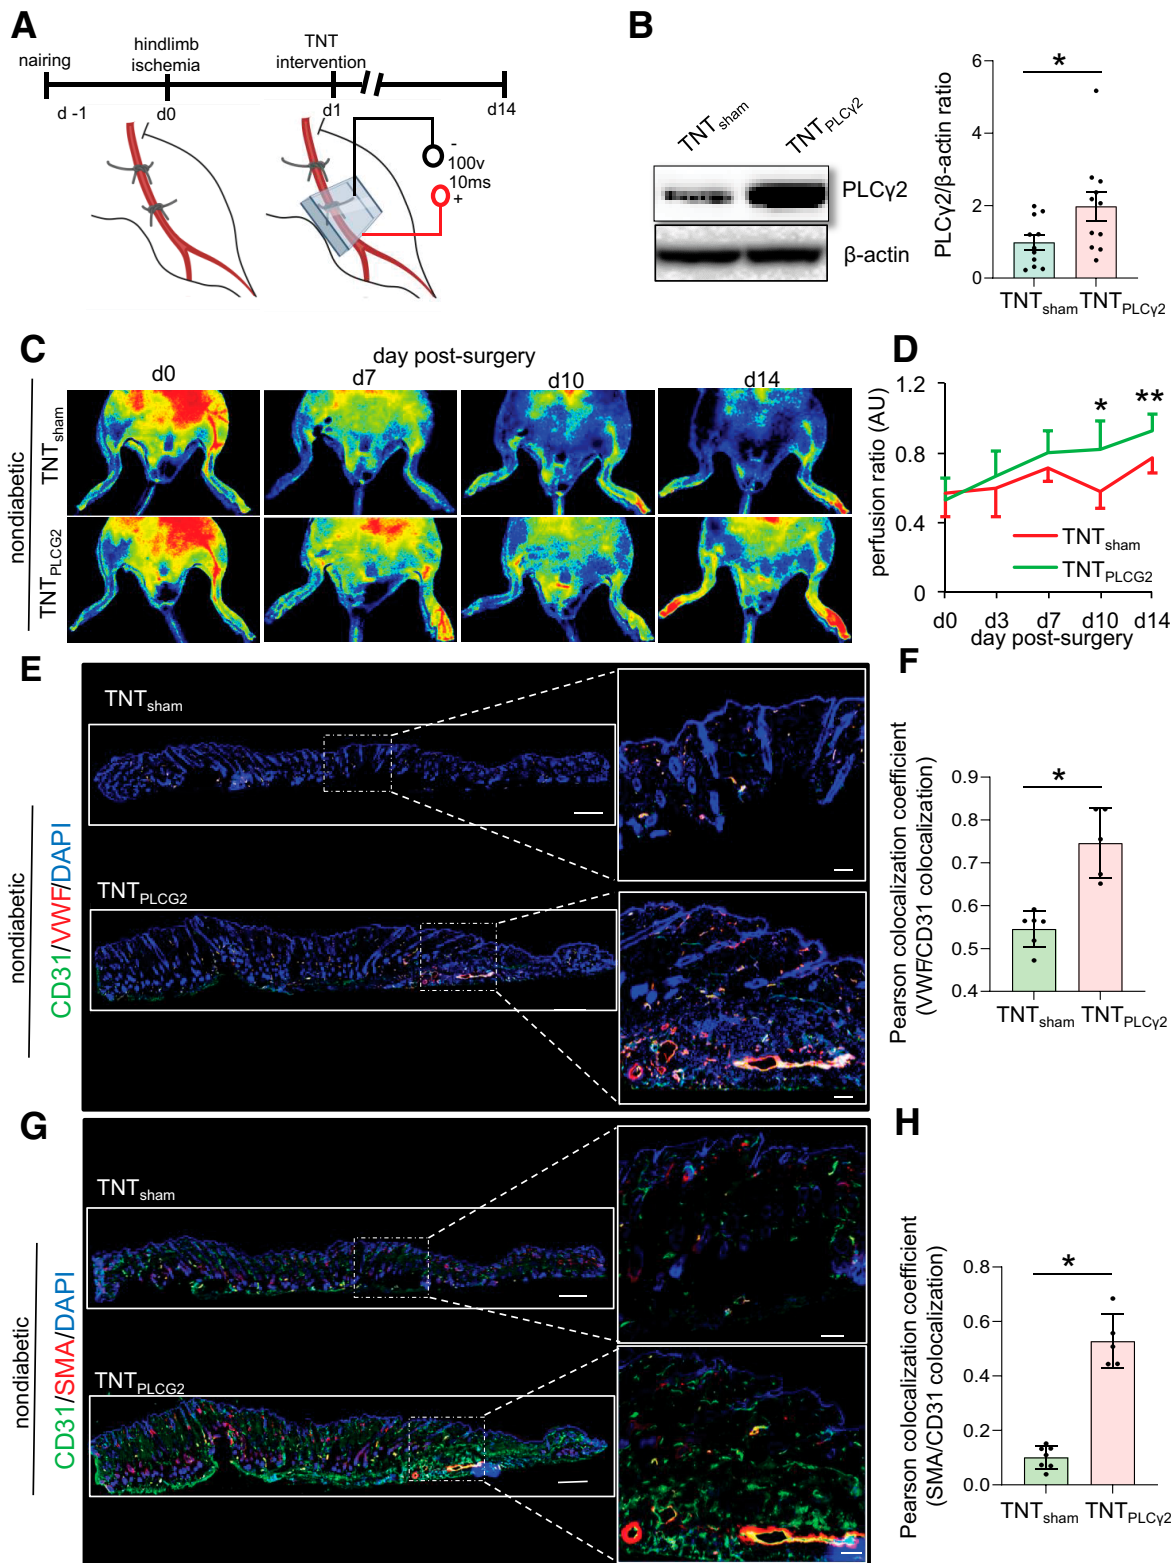 A
nairing
hindlimb
ischemia
TNT
intervention
d -1
d0
d1
d14
-
100v
10ms
+
B
TNTsham
TNTPLCγ2
PLCγ2
β-actin
PLCγ2/β-actin ratio
6
4
2
0
*
TNTsham
TNTPLCγ2
C
day post-surgery
d0
d7
d10
d14
nondiabetic
TNTsham
TNTPLCG2
D
perfusion ratio (AU)
1.2
0.8
0.4
0
*
**
TNTsham
TNTPLCG2
d0
d3
d7
d10
d14
day post-surgery
E
nondiabetic
CD31/VWF/DAPI
TNTsham
TNTPLCG2
F
Pearson colocalization coefficient
(VWF/CD31 colocalization)
0.9
0.8
0.7
0.6
0.5
0.4
*
TNTsham
TNTPLCγ2
G
nondiabetic
CD31/SMA/DAPI
TNTsham
TNTPLCG2
H
Pearson colocalization coefficient
(SMA/CD31 colocalization)
0.8
0.6
0.4
0.2
0.0
*
TNTsham
TNTPLCγ2